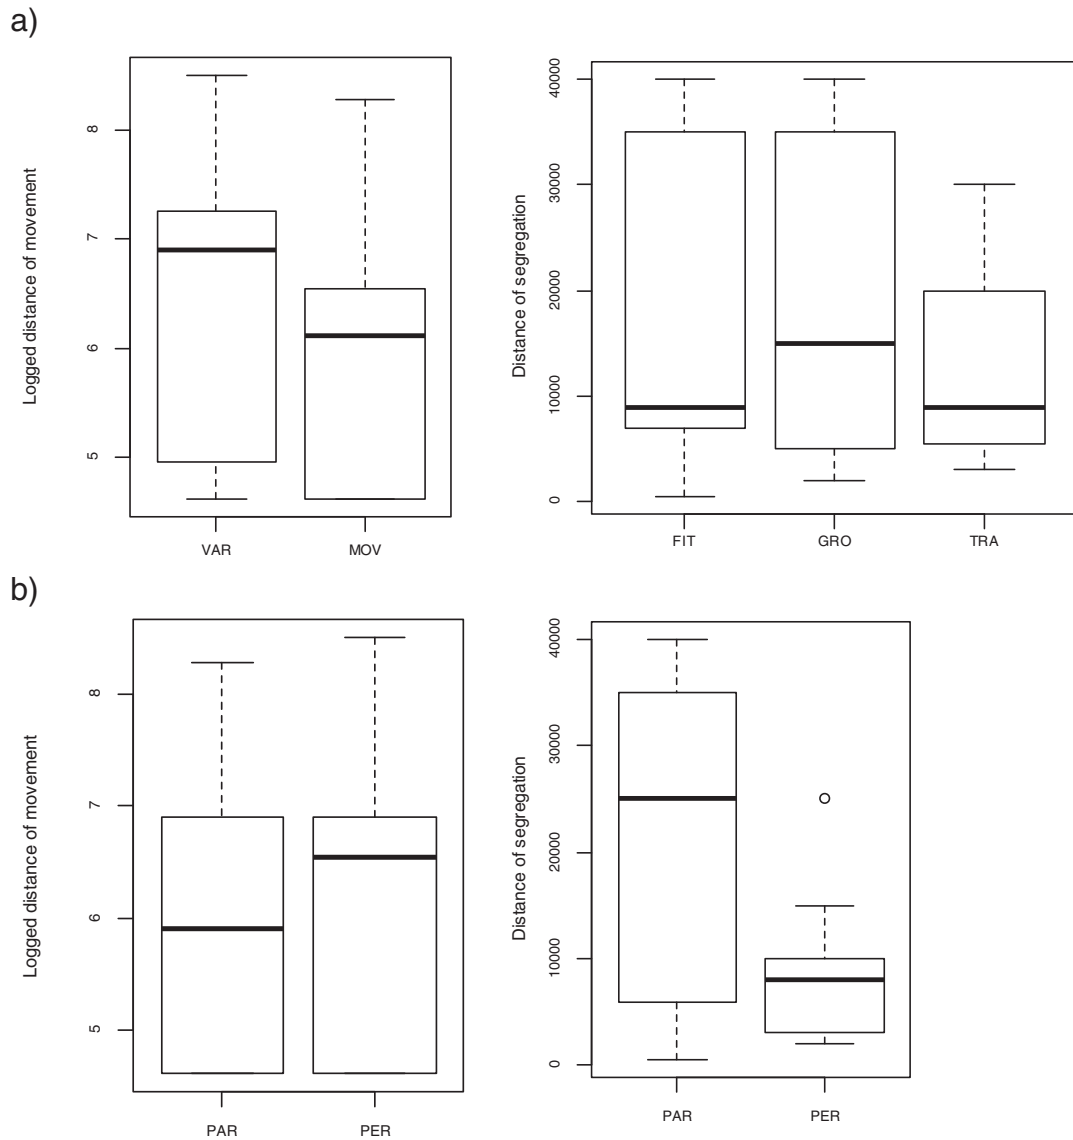 a)
Logged distance of movement
8
7
6
5
VAR MOV
Distance of segregation
40000
30000
20000
10000
0
FIT GRO TRA
b)
Logged distance of movement
8
7
6
5
PAR PER
Distance of segregation
40000
30000
20000
10000
0
PAR PER